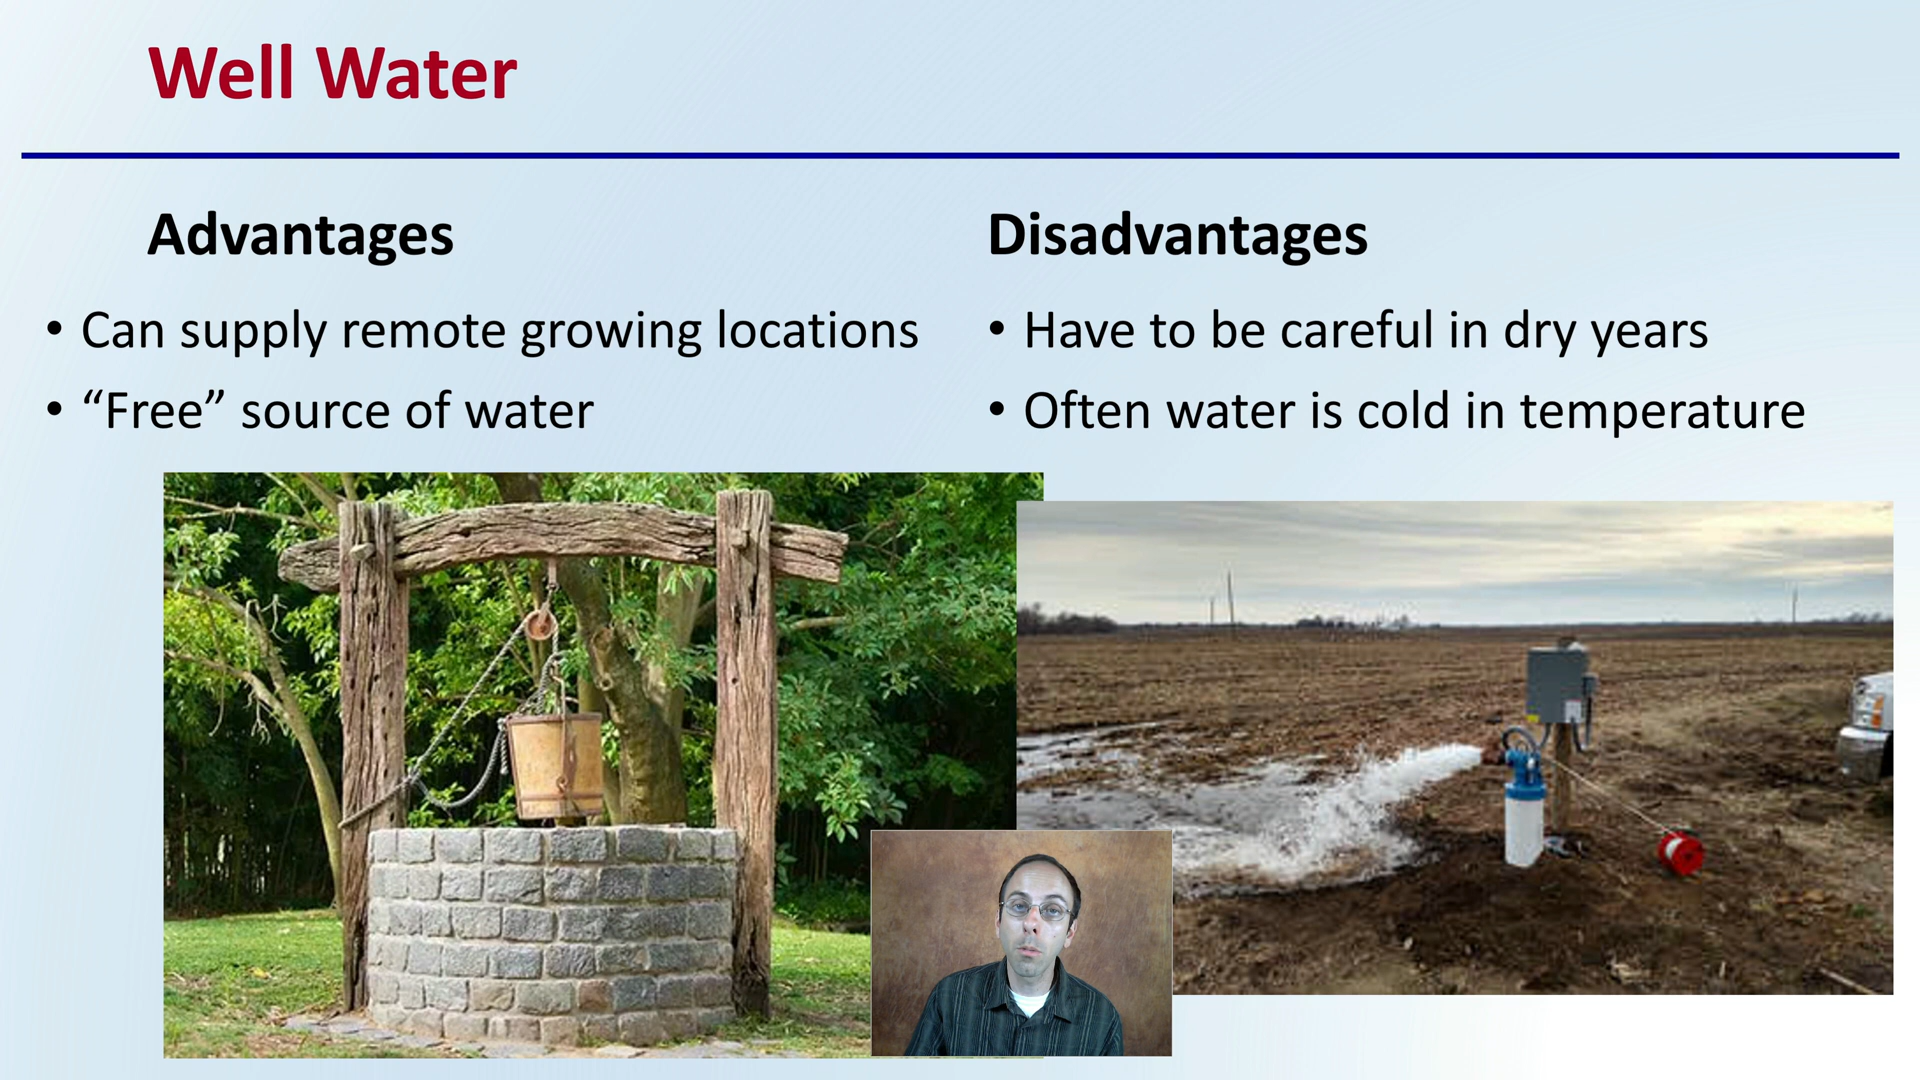 Well Water
Advantages
• Can supply remote growing locations
• “Free” source of water
Disadvantages
• Have to be careful in dry years
• Often water is cold in temperature